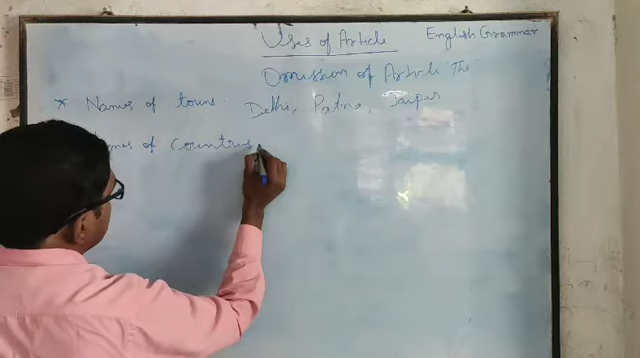 Uses of Article English Grammar
Omission of Article The
* Names of towns. Delhi, Patna, Jaipur
mes of Countries